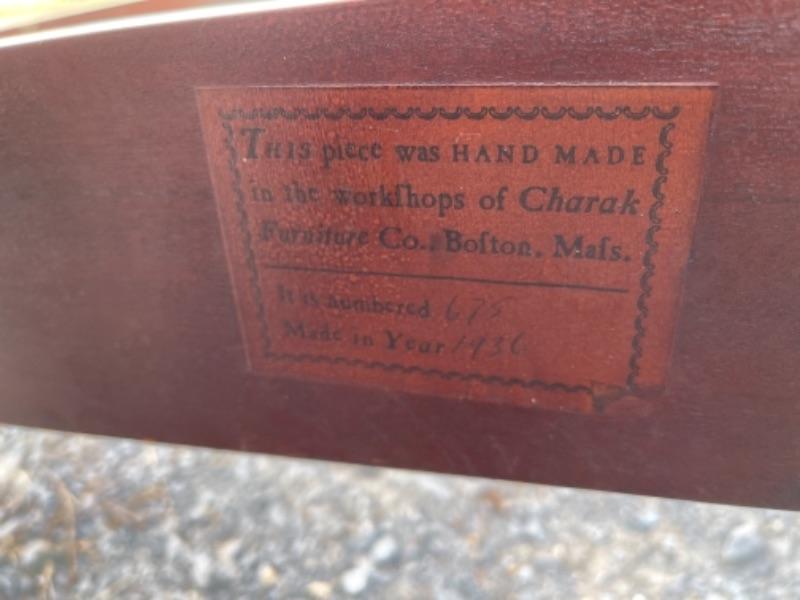 THIS piece was HAND MADE
in the workſhops of Charak
Furniture Co., Boſton, Maſs.
It is numbered 675
Made in Year 1936